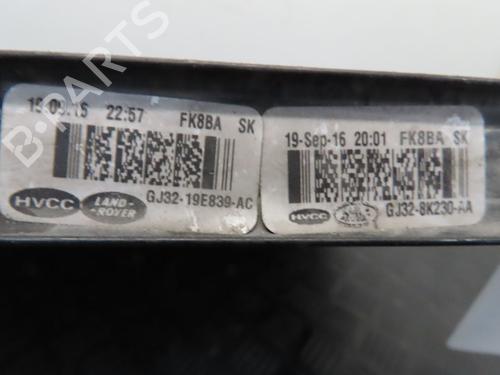 B-PARTS
22:57 FK8BA SK
HVCC LAND-ROVER GJ32-19E839-AC
19-Sep-16 20:01 FK8BA SK
HVCC GJ32-8K230-AA